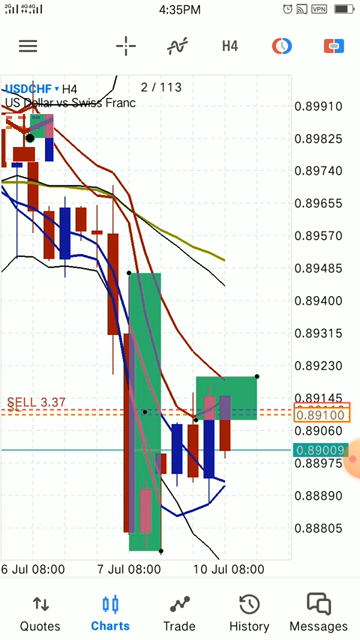 2G 4G4G 4:35PM VPN
H4
USDCHF H4 2 / 113
US Dollar vs Swiss Franc
0.89910
0.89825
0.89740
0.89655
0.89570
0.89485
0.89400
0.89315
0.89230
0.89145
SELL 3.37
0.89100
0.89060
0.89009
0.88975
0.88890
0.88805
6 Jul 08:00 7 Jul 08:00 10 Jul 08:00
Quotes Charts Trade History Messages